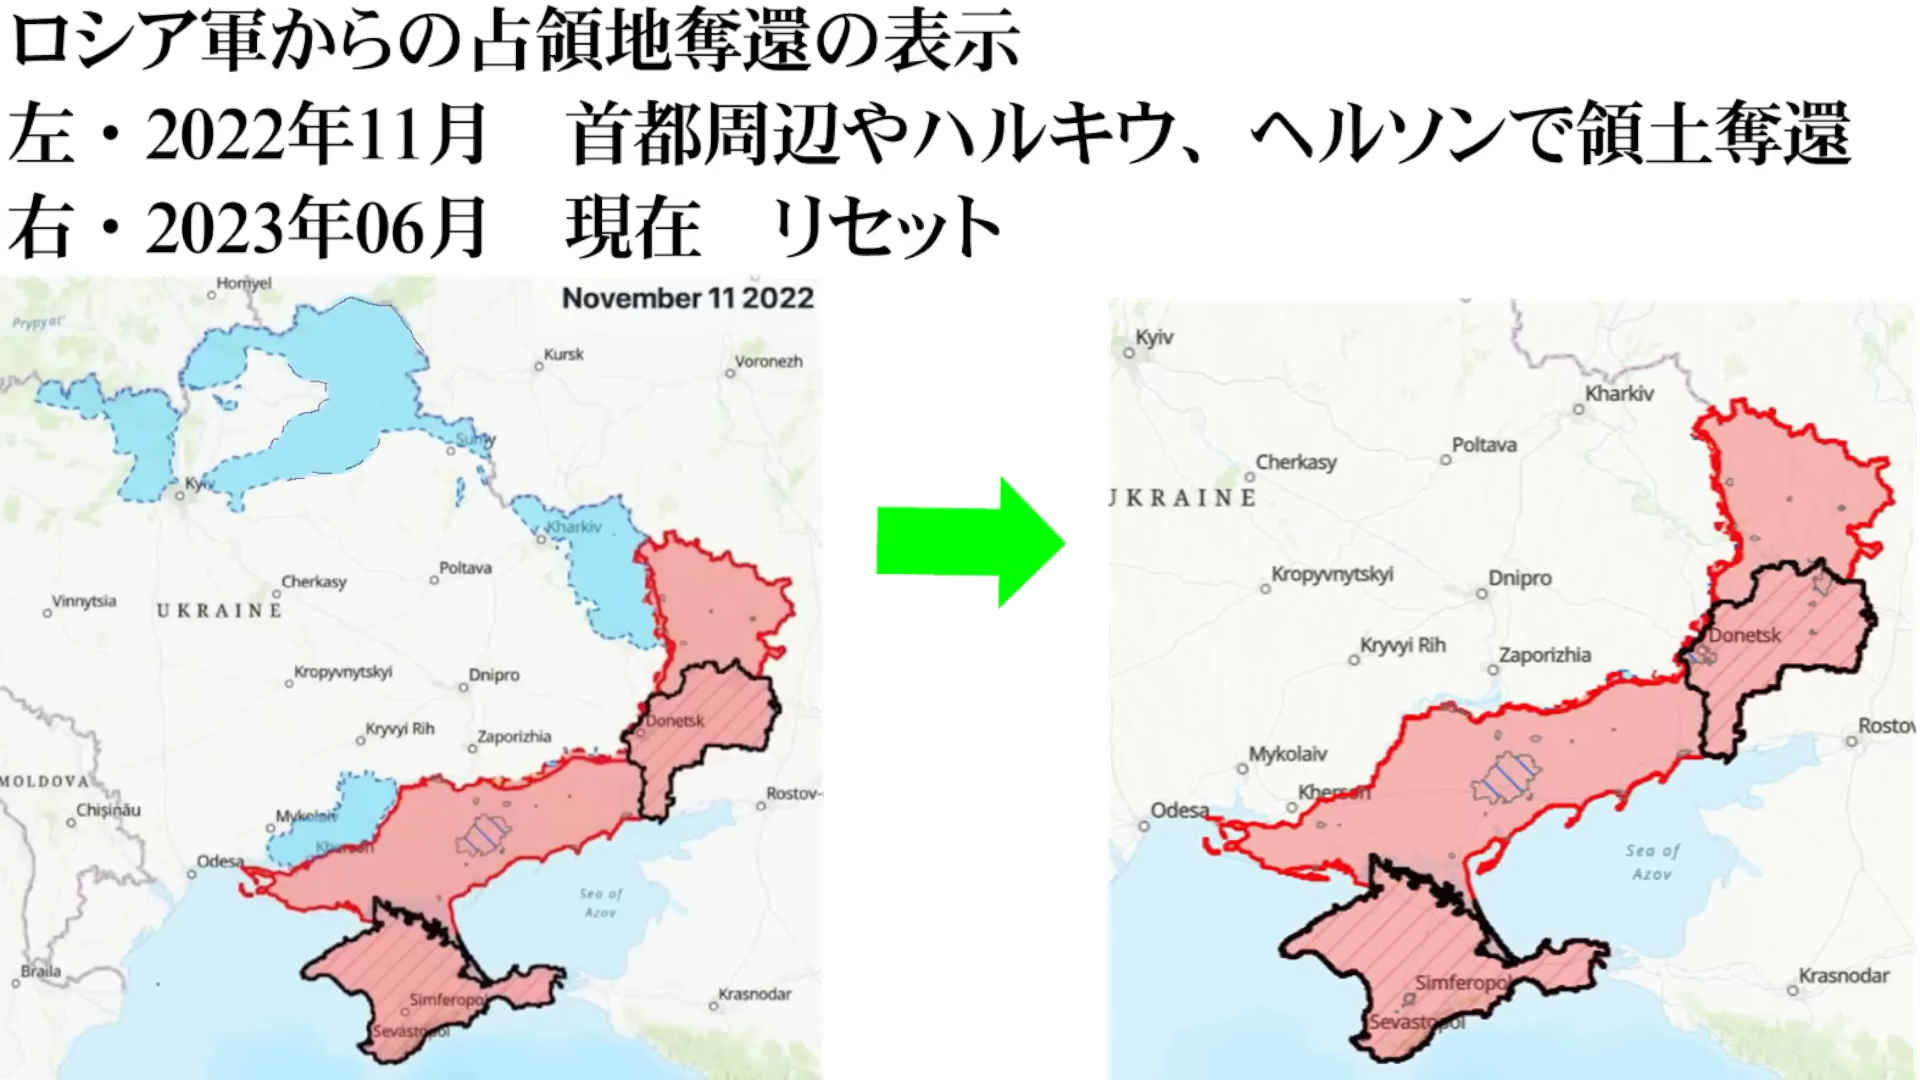 ロシア軍からの占領地奪還の表示
左・2022年11月　首都周辺やハルキウ、ヘルソンで領土奪還
右・2023年06月　現在　リセット
Homyel
November 11 2022
Prypyat'
Kursk
Voronezh
Sumy
Kyiv
Kharkiv
Poltava
Cherkasy
Vinnytsia
UKRAINE
Kropyvnytskyi
Dnipro
Donetsk
Kryvyi Rih
Zaporizhia
MOLDOVA
Chișinău
Mykolaiv
Rostov-
Kherson
Odesa
Sea of
Azov
Braila
Simferopol
Krasnodar
Sevastopol
Kyiv
Kharkiv
Poltava
Cherkasy
UKRAINE
Kropyvnytskyi
Dnipro
Donetsk
Kryvyi Rih
Zaporizhia
Rostov
Mykolaiv
Kherson
Odesa
Sea of
Azov
Krasnodar
Simferopol
Sevastopol